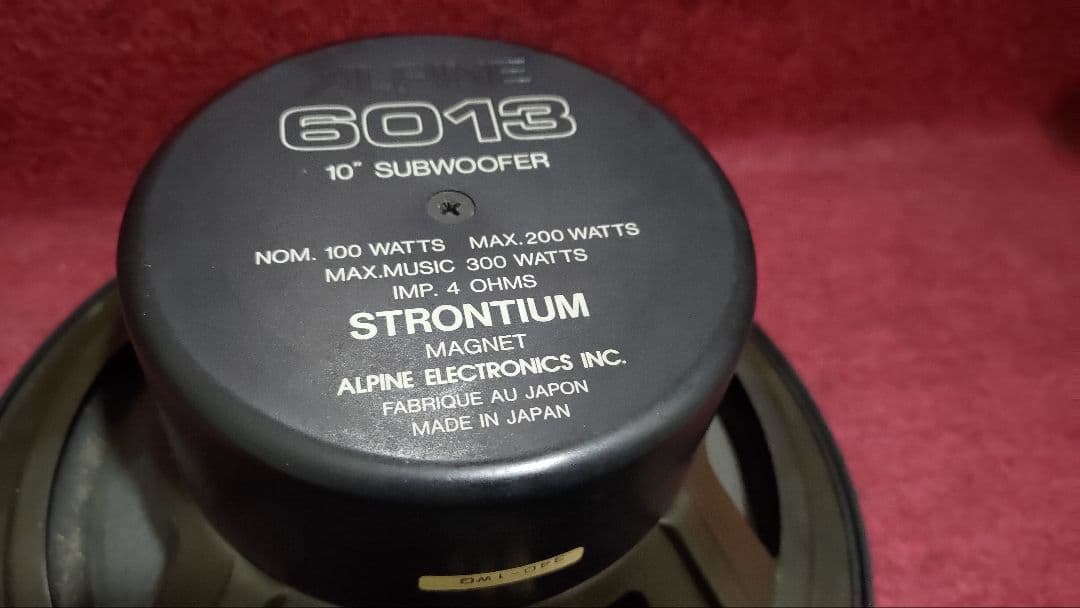 ALPINE
6013
10" SUBWOOFER
NOM. 100 WATTS MAX. 200 WATTS
MAX.MUSIC 300 WATTS
IMP. 4 OHMS
STRONTIUM
MAGNET
ALPINE ELECTRONICS INC.
FABRIQUE AU JAPON
MADE IN JAPAN